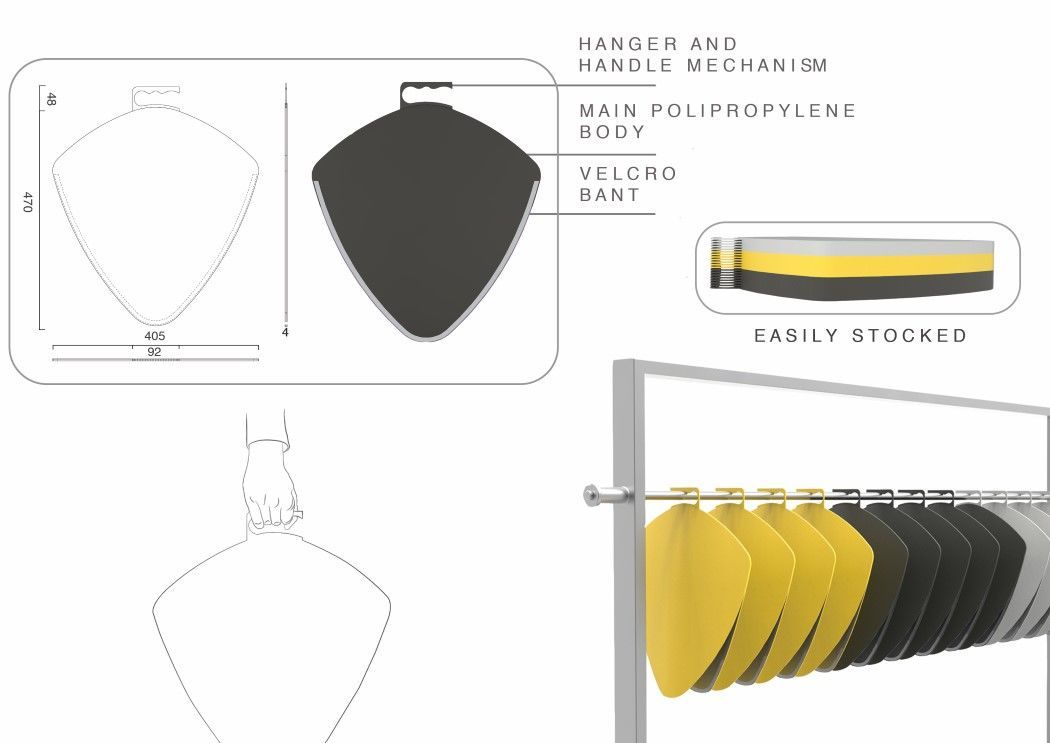 HANGER AND
HANDLE MECHANISM
MAIN POLIPROPYLENE
BODY
VELCRO
BANT
48
470
4
405
92
EASILY STOCKED